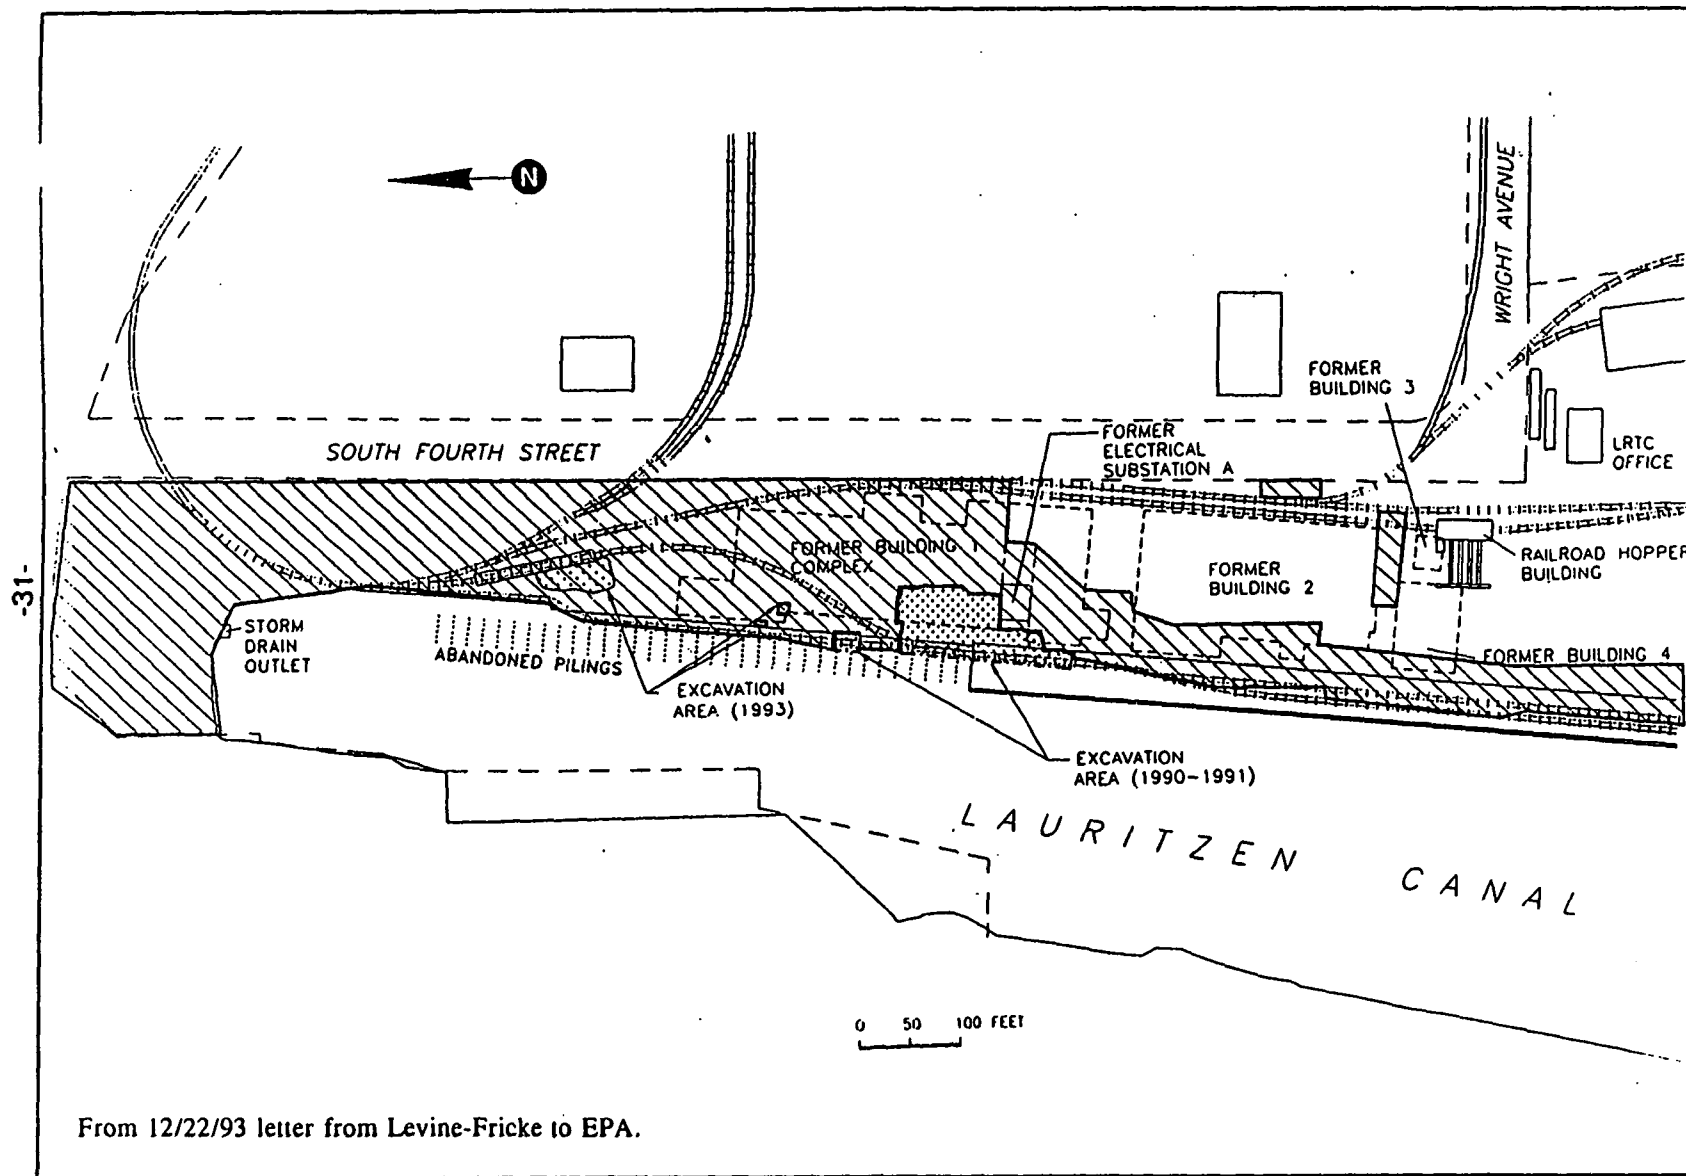 N
WRIGHT AVENUE
FORMER
BUILDING 3
SOUTH FOURTH STREET
FORMER
ELECTRICAL
SUBSTATION A
LRTC
OFFICE
FORMER BUILDING 1
COMPLEX
FORMER
BUILDING 2
RAILROAD HOPPER
BUILDING
-31-
STORM
DRAIN
OUTLET
ABANDONED PILINGS
FORMER BUILDING 4
EXCAVATION
AREA (1993)
EXCAVATION
AREA (1990-1991)
LAURITZEN CANAL
0 50 100 FEET
From 12/22/93 letter from Levine-Fricke to EPA.